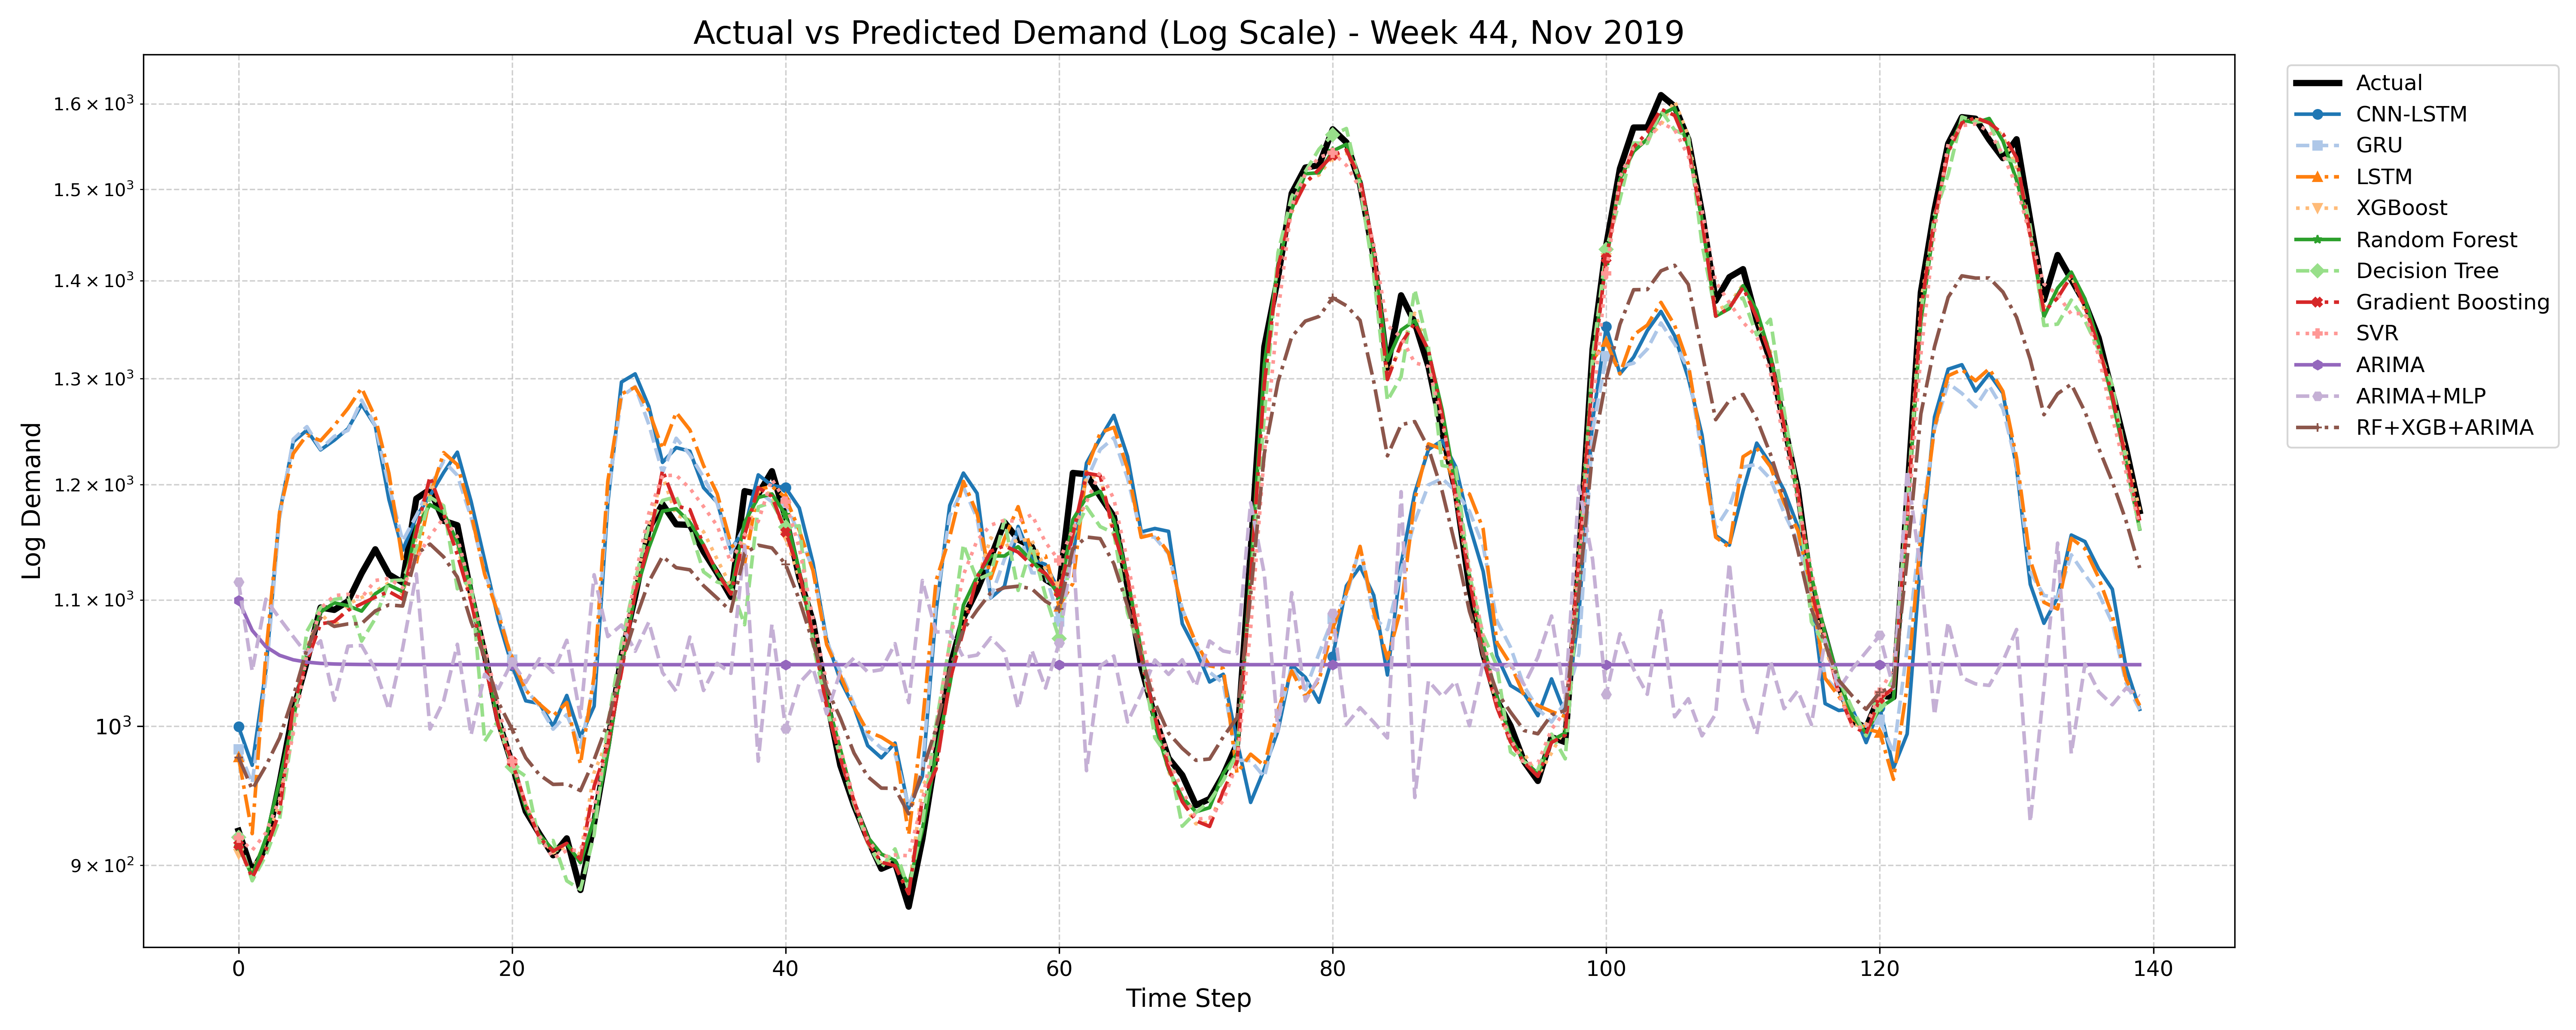 Actual vs Predicted Demand (Log Scale) - Week 44, Nov 2019
Log Demand
1.6 × 10³
1.5 × 10³
1.4 × 10³
1.3 × 10³
1.2 × 10³
1.1 × 10³
10³
9 × 10²
0 20 40 60 80 100 120 140
Time Step
Actual
CNN-LSTM
GRU
LSTM
XGBoost
Random Forest
Decision Tree
Gradient Boosting
SVR
ARIMA
ARIMA+MLP
RF+XGB+ARIMA